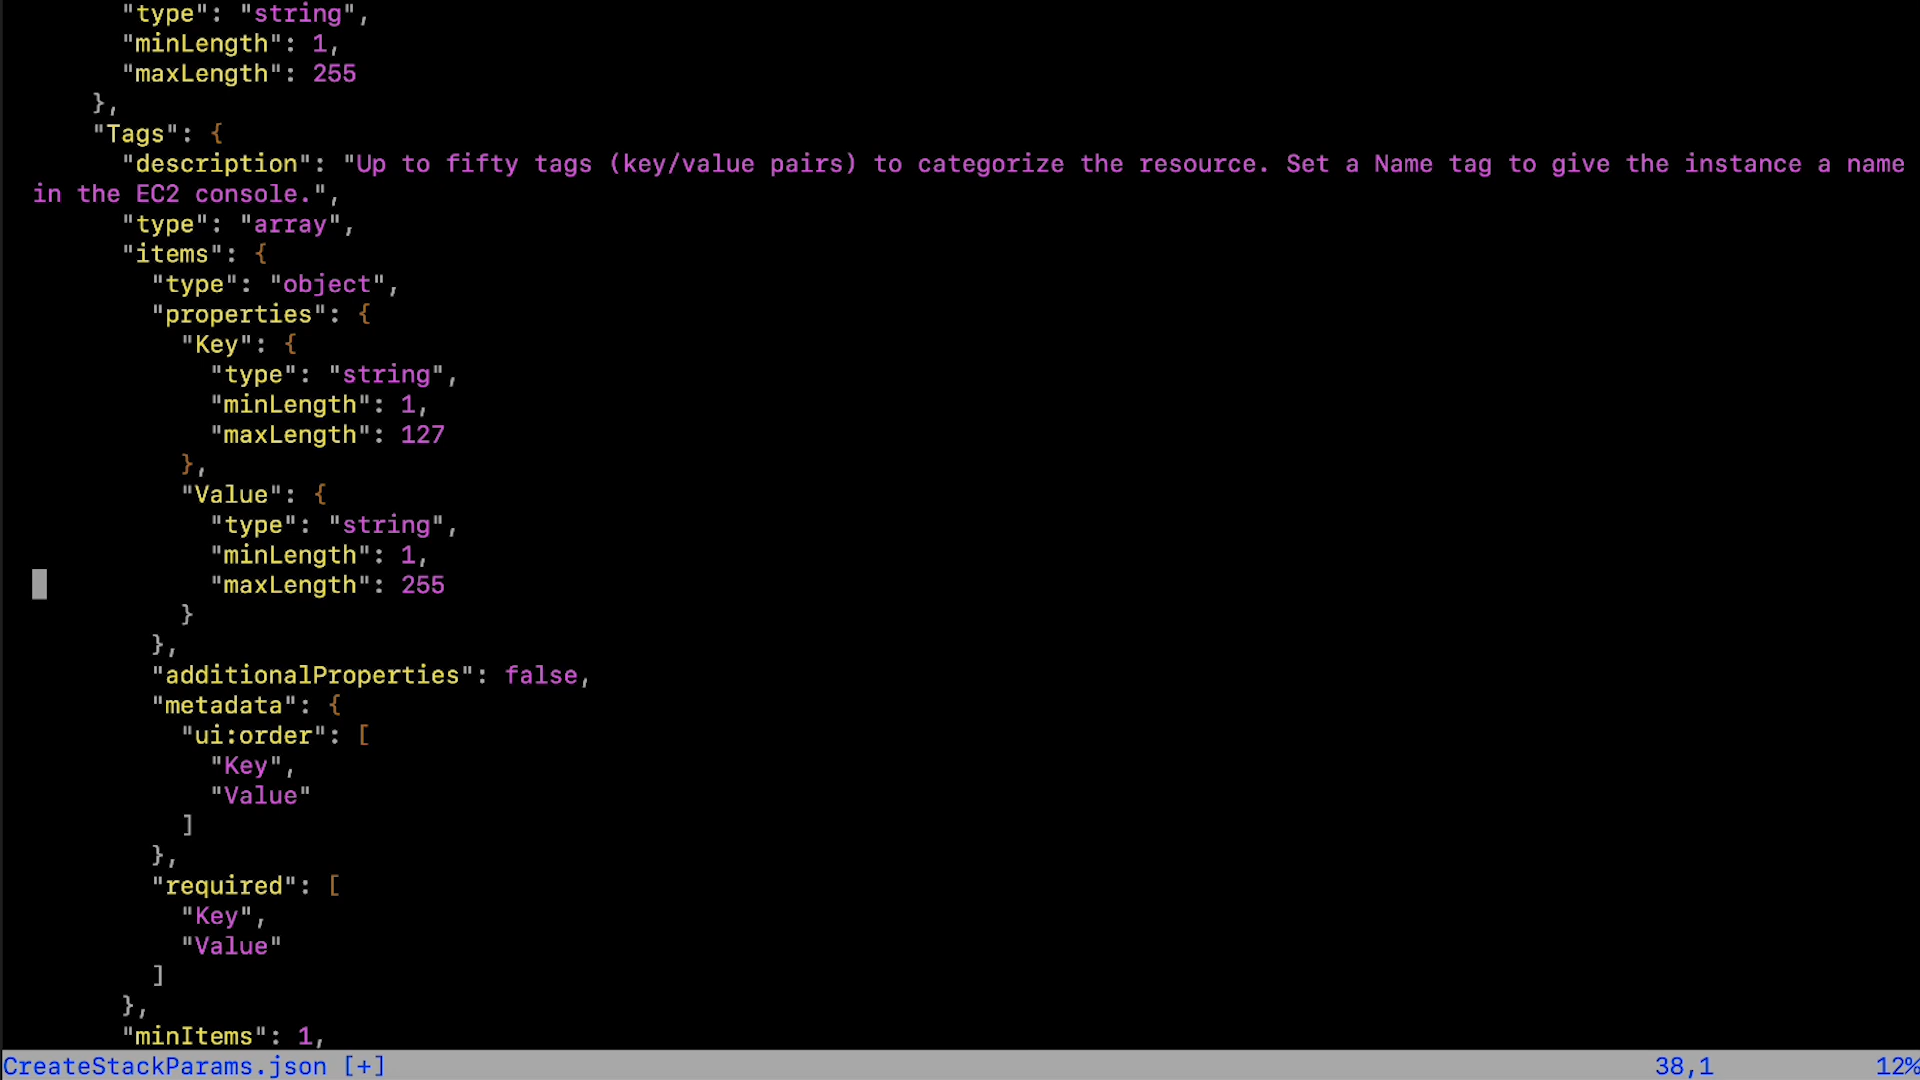 "type": "string",
"minLength": 1,
"maxLength": 255
},
"Tags": {
"description": "Up to fifty tags (key/value pairs) to categorize the resource. Set a Name tag to give the instance a name
in the EC2 console.",
"type": "array",
"items": {
"type": "object",
"properties": {
"Key": {
"type": "string",
"minLength": 1,
"maxLength": 127
},
"Value": {
"type": "string",
"minLength": 1,
"maxLength": 255
}
},
"additionalProperties": false,
"metadata": {
"ui:order": [
"Key",
"Value"
]
},
"required": [
"Key",
"Value"
]
},
"minItems": 1,
CreateStackParams.json [+] 38,1 12%